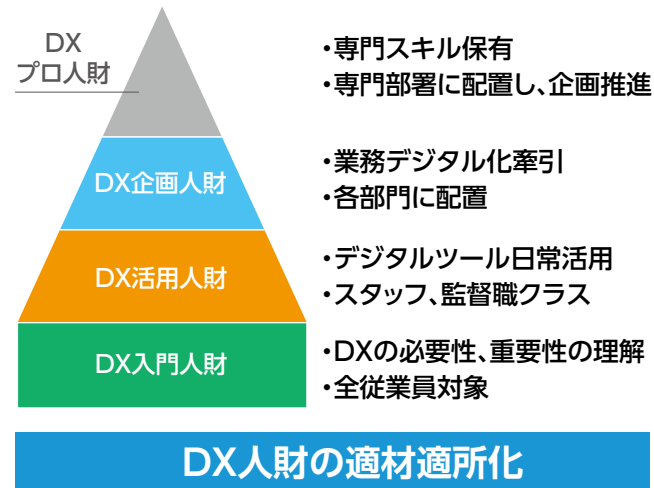 DX
プロ人財
・専門スキル保有
・専門部署に配置し、企画推進
DX企画人財
・業務デジタル化牽引
・各部門に配置
DX活用人財
・デジタルツール日常活用
・スタッフ、監督職クラス
DX入門人財
・DXの必要性、重要性の理解
・全従業員対象
DX人財の適材適所化